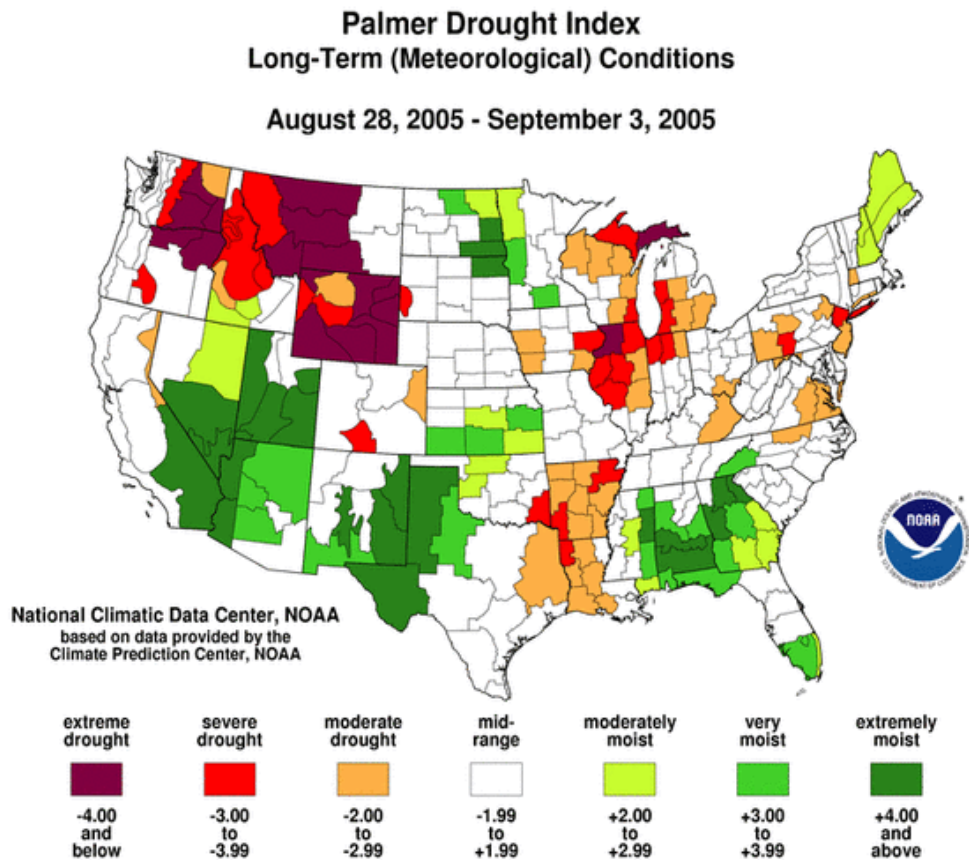 Palmer Drought Index
Long-Term (Meteorological) Conditions
August 28, 2005 - September 3, 2005
NOAA
National Climatic Data Center, NOAA
based on data provided by the
Climate Prediction Center, NOAA
extreme drought
severe drought
moderate drought
mid-range
moderately moist
very moist
extremely moist
-4.00 and below
-3.00 to -3.99
-2.00 to -2.99
-1.99 to +1.99
+2.00 to +2.99
+3.00 to +3.99
+4.00 and above